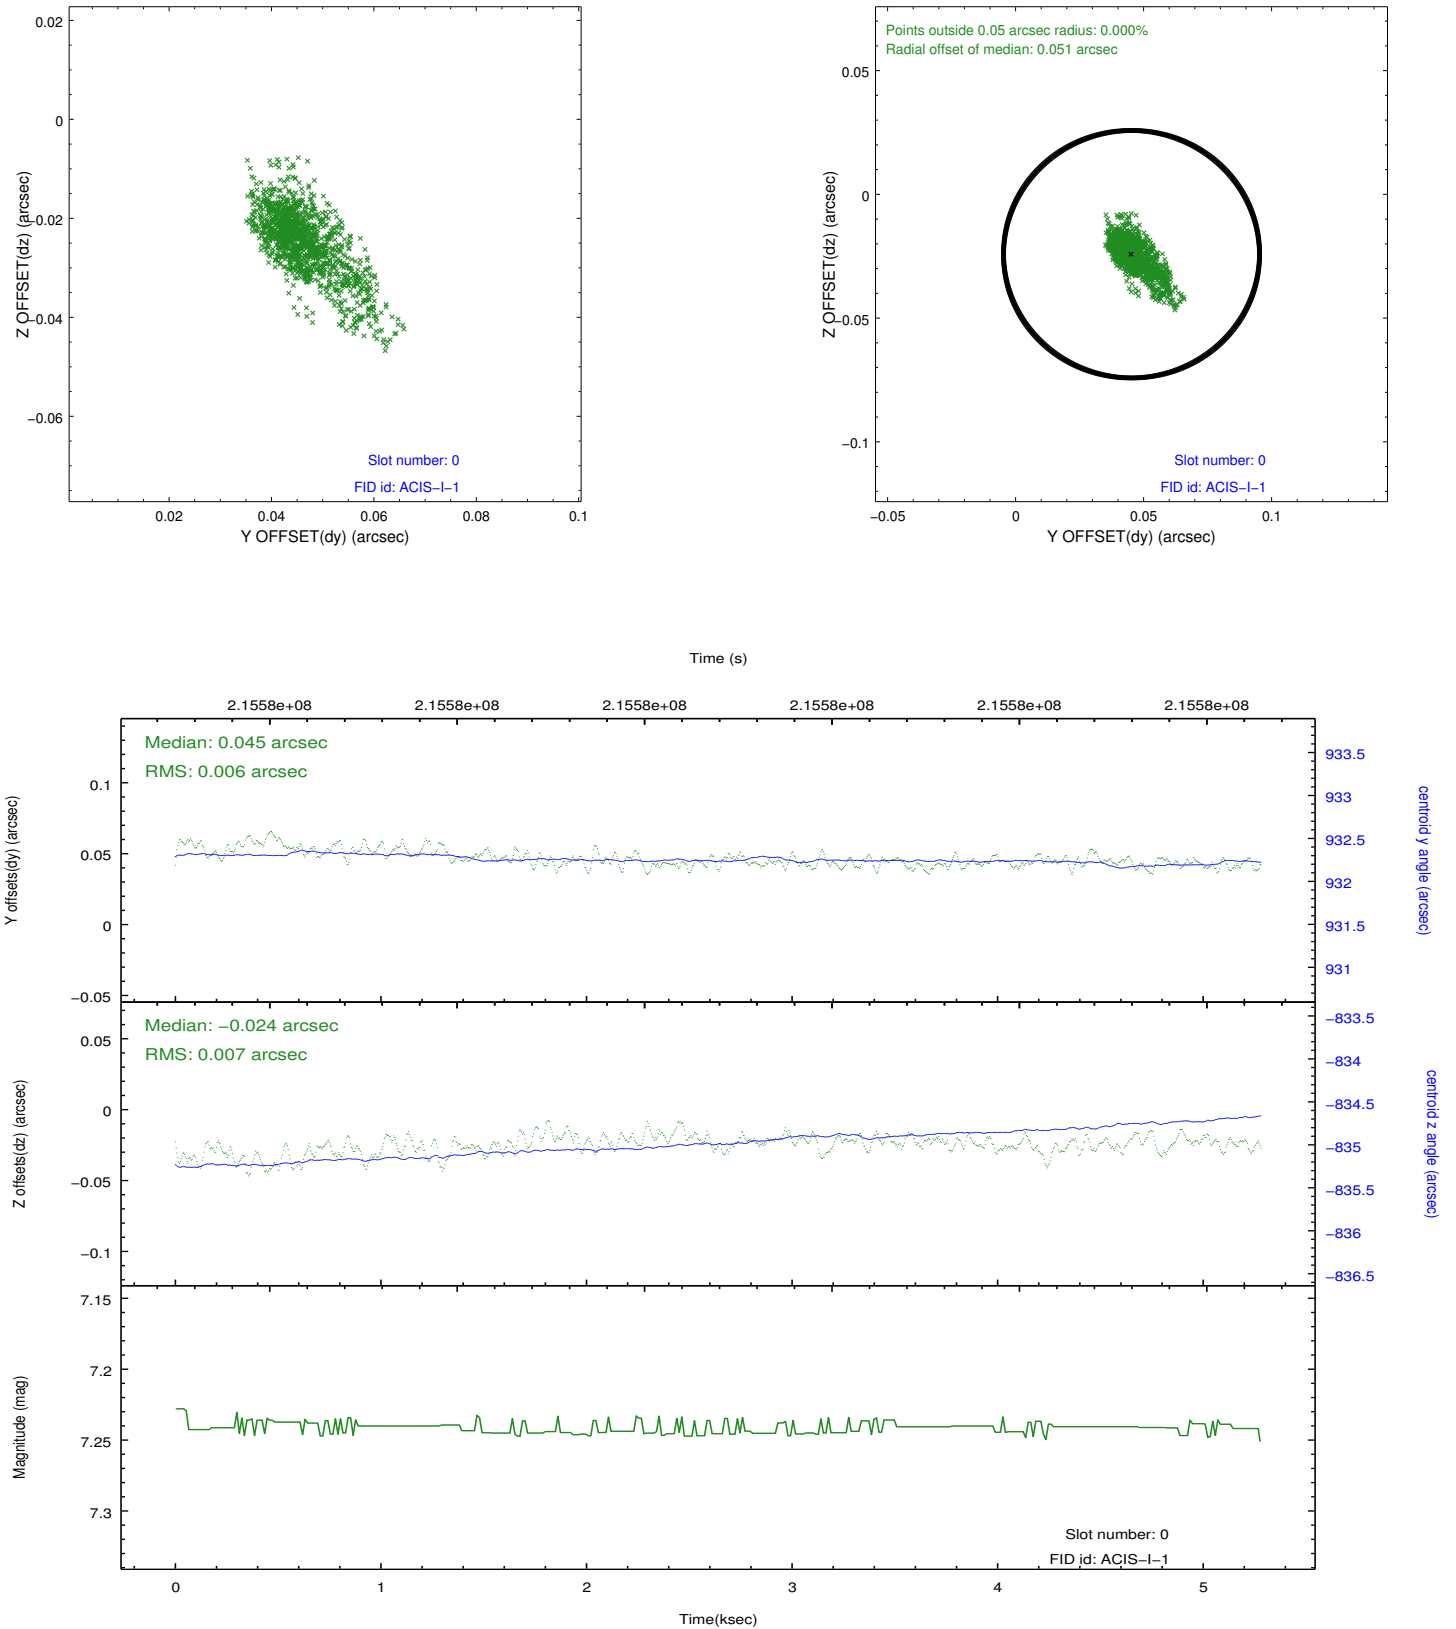 0.02
0
−0.02
−0.04
−0.06
Z OFFSET(dz) (arcsec)
Slot number: 0
FID id: ACIS−I−1
0.02 0.04 0.06 0.08 0.1
Y OFFSET(dy) (arcsec)
Points outside 0.05 arcsec radius: 0.000%
Radial offset of median: 0.051 arcsec
0.05
0
−0.05
−0.1
Z OFFSET(dz) (arcsec)
Slot number: 0
FID id: ACIS−I−1
−0.05 0 0.05 0.1
Y OFFSET(dy) (arcsec)
Time (s)
2.1558e+08 2.1558e+08 2.1558e+08 2.1558e+08 2.1558e+08 2.1558e+08
Median: 0.045 arcsec
RMS: 0.006 arcsec
0.1
0.05
0
−0.05
Y offsets(dy) (arcsec)
933.5
933
932.5
932
931.5
931
centroid y angle (arcsec)
Median: −0.024 arcsec
RMS: 0.007 arcsec
0.05
0
−0.05
−0.1
Z offsets(dz) (arcsec)
−833.5
−834
−834.5
−835
−835.5
−836
−836.5
centroid z angle (arcsec)
7.15
7.2
7.25
7.3
Magnitude (mag)
Slot number: 0
FID id: ACIS−I−1
0 1 2 3 4 5
Time(ksec)